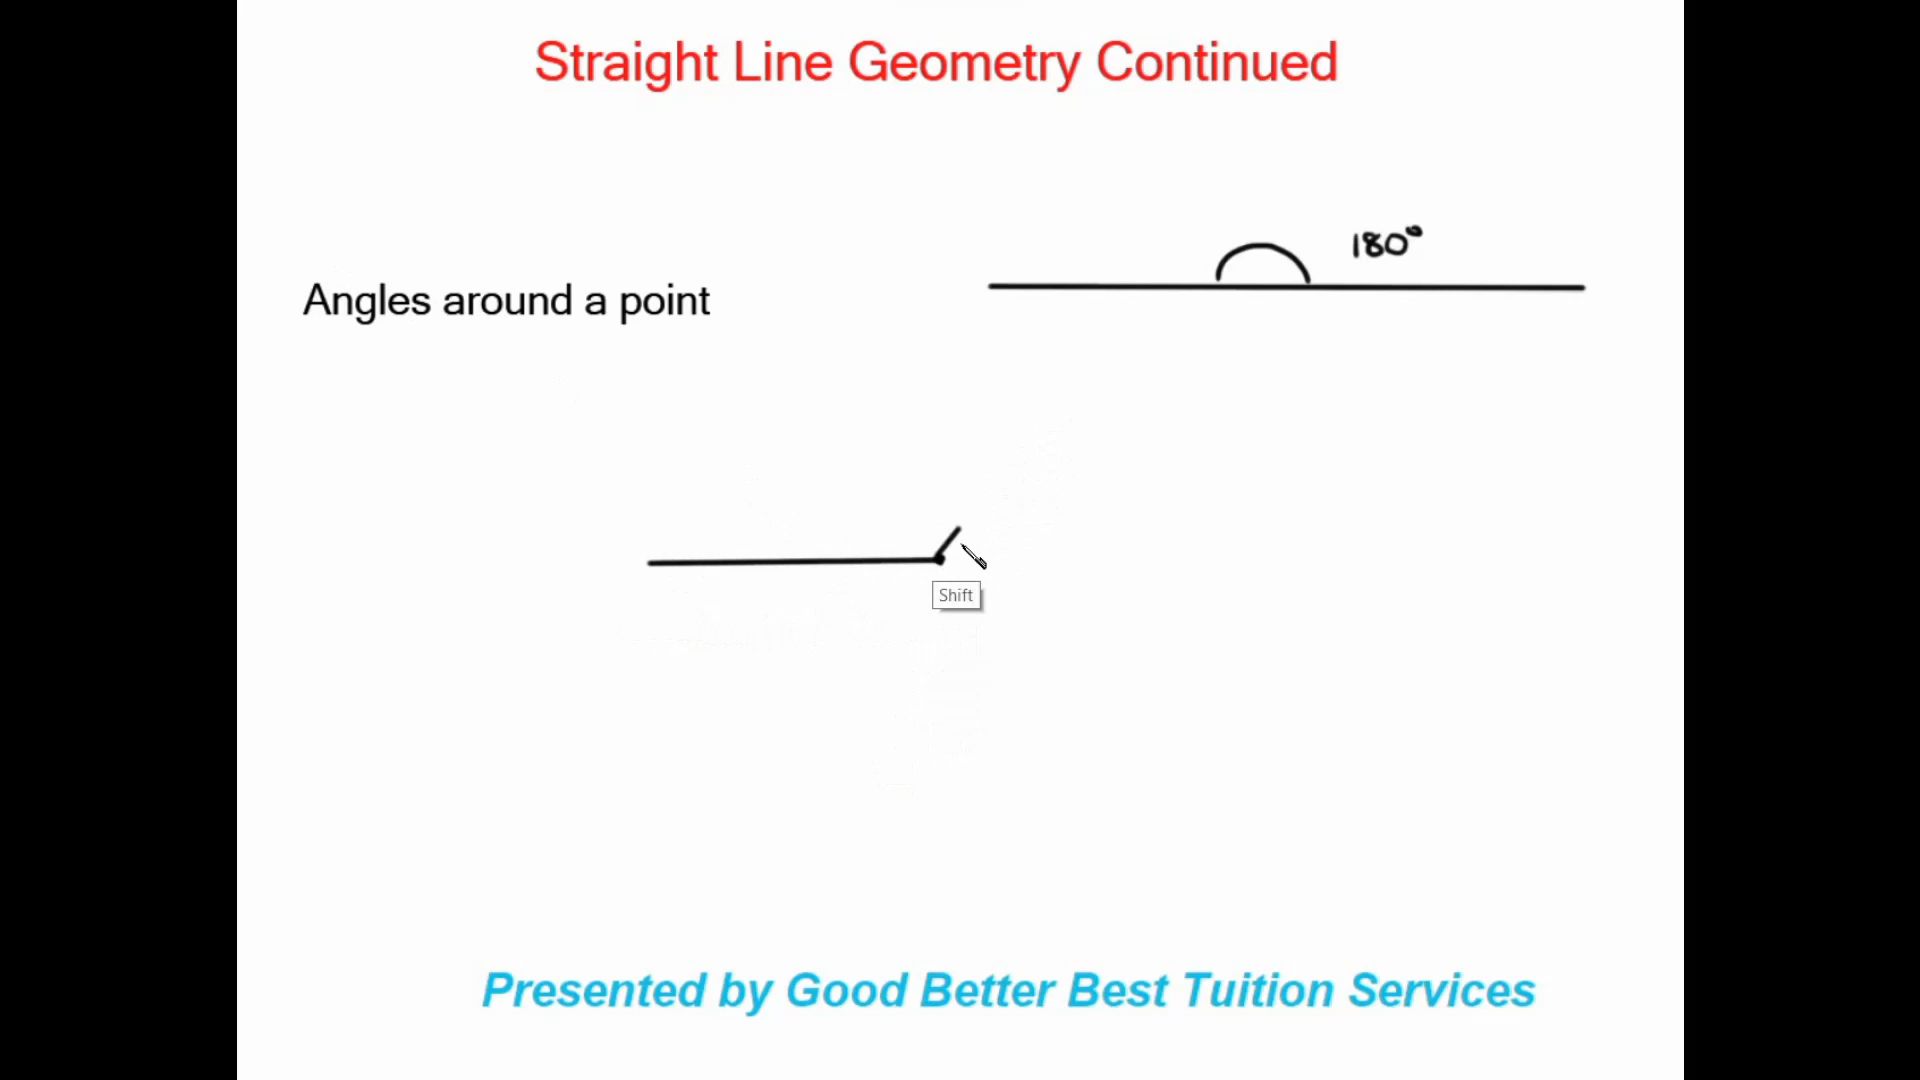 Straight Line Geometry Continued
180°
Angles around a point
Shift
Presented by Good Better Best Tuition Services